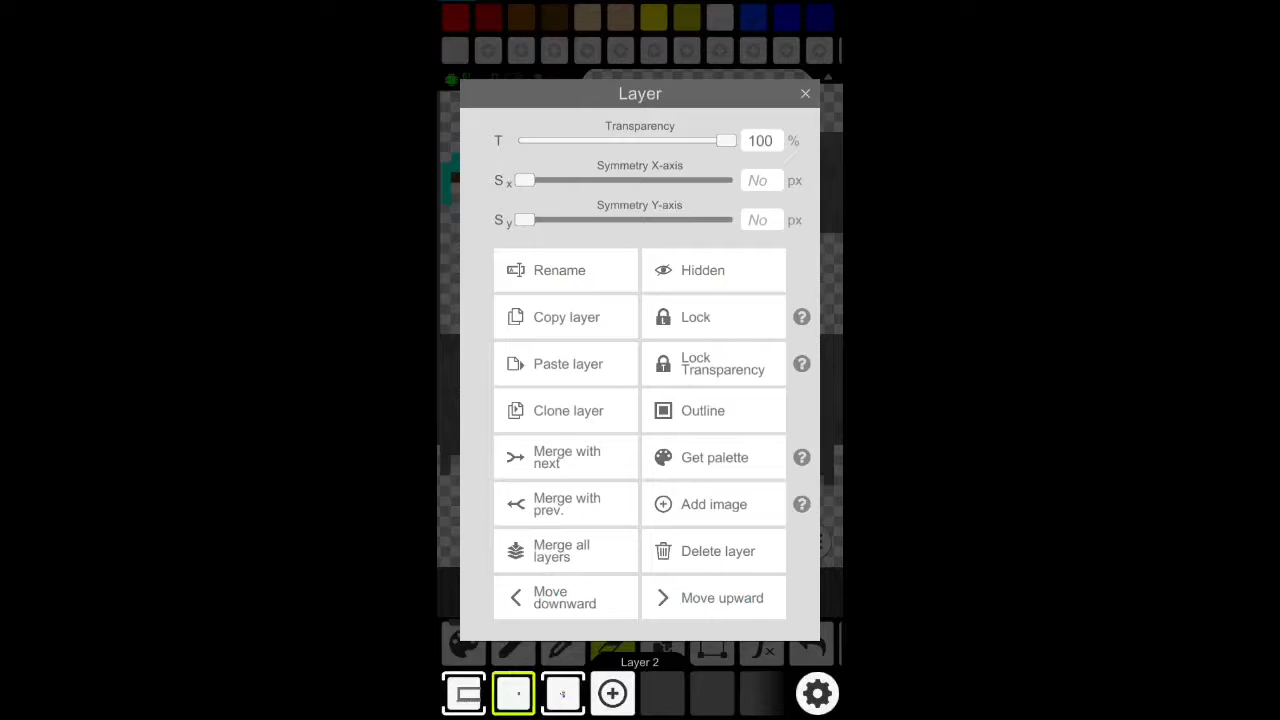 Layer ×
Transparency
T 100 %
Symmetry X-axis
S x No px
Symmetry Y-axis
S y No px
Rename Hidden
Copy layer Lock ?
Paste layer Lock Transparency ?
Clone layer Outline
Merge with next Get palette ?
Merge with prev. Add image ?
Merge all layers Delete layer
Move downward Move upward
ƒx
Layer 2